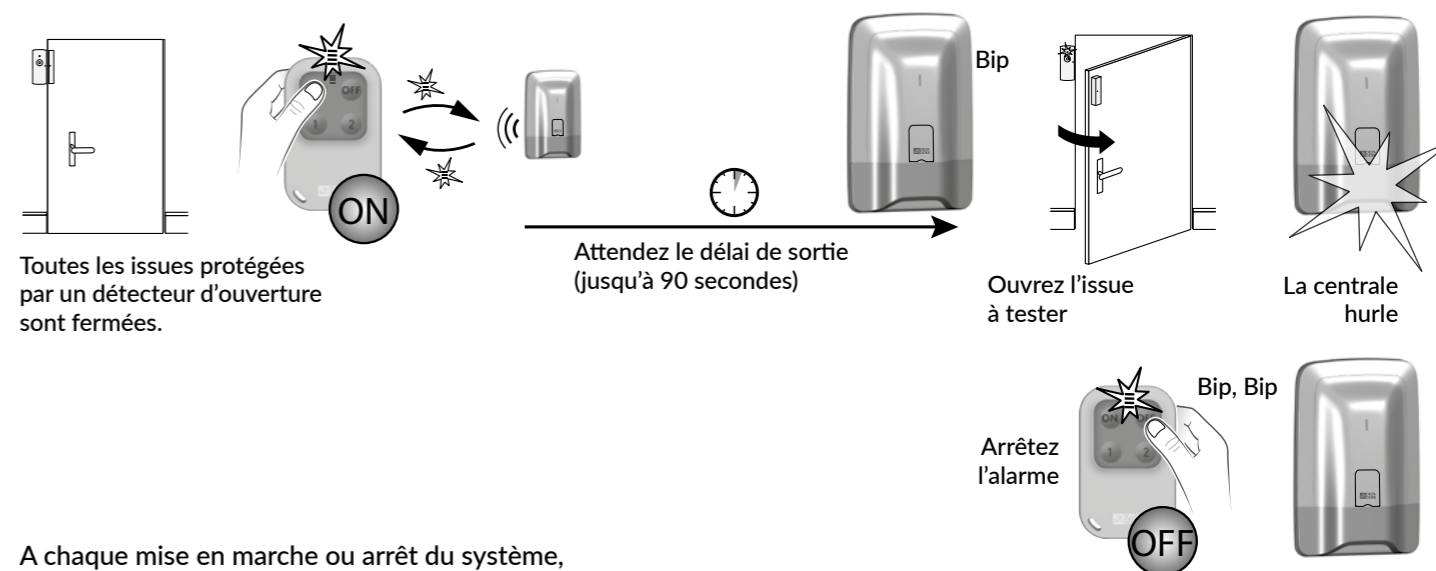 Bip
OFF
1 2
ON
Toutes les issues protégées
par un détecteur d’ouverture
sont fermées.
Attendez le délai de sortie
(jusqu’à 90 secondes)
Ouvrez l’issue
à tester
La centrale
hurle
Bip, Bip
ON OFF
1 2
Arrêtez
l’alarme
OFF
A chaque mise en marche ou arrêt du système,